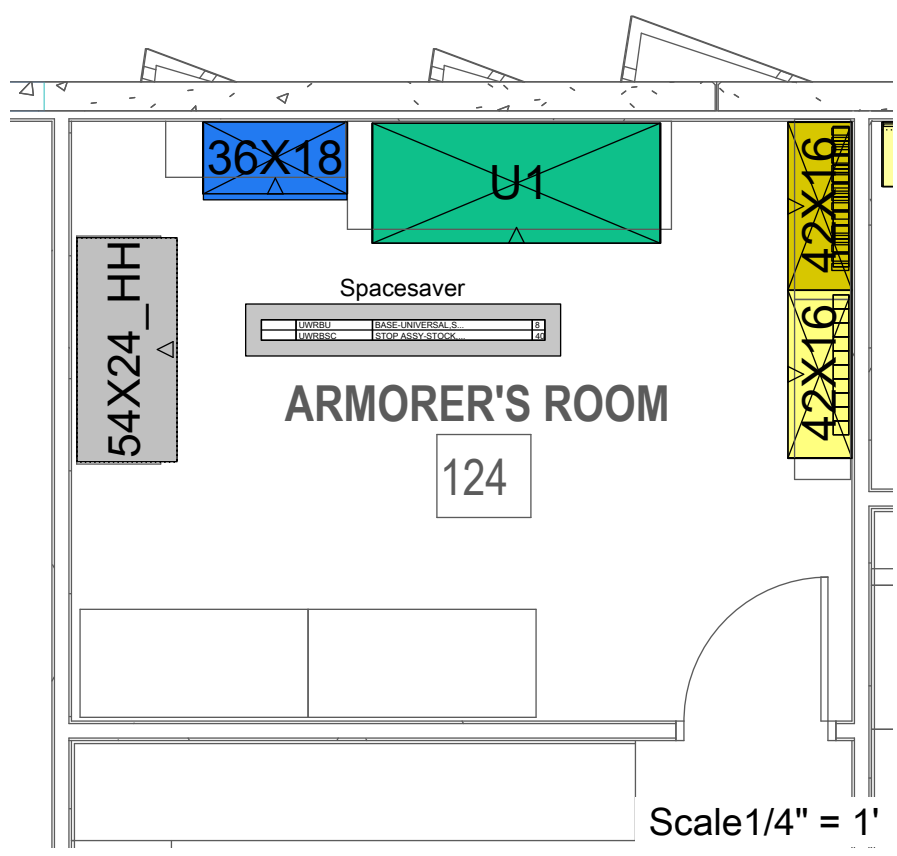 36X18
U1
42X16
54X24_HH
Spacesaver
UWRBU BASE-UNIVERSAL,S... 8
UWRBSC STOP ASSY-STOCK,... 40
42X16
ARMORER'S ROOM
124
Scale1/4" = 1'